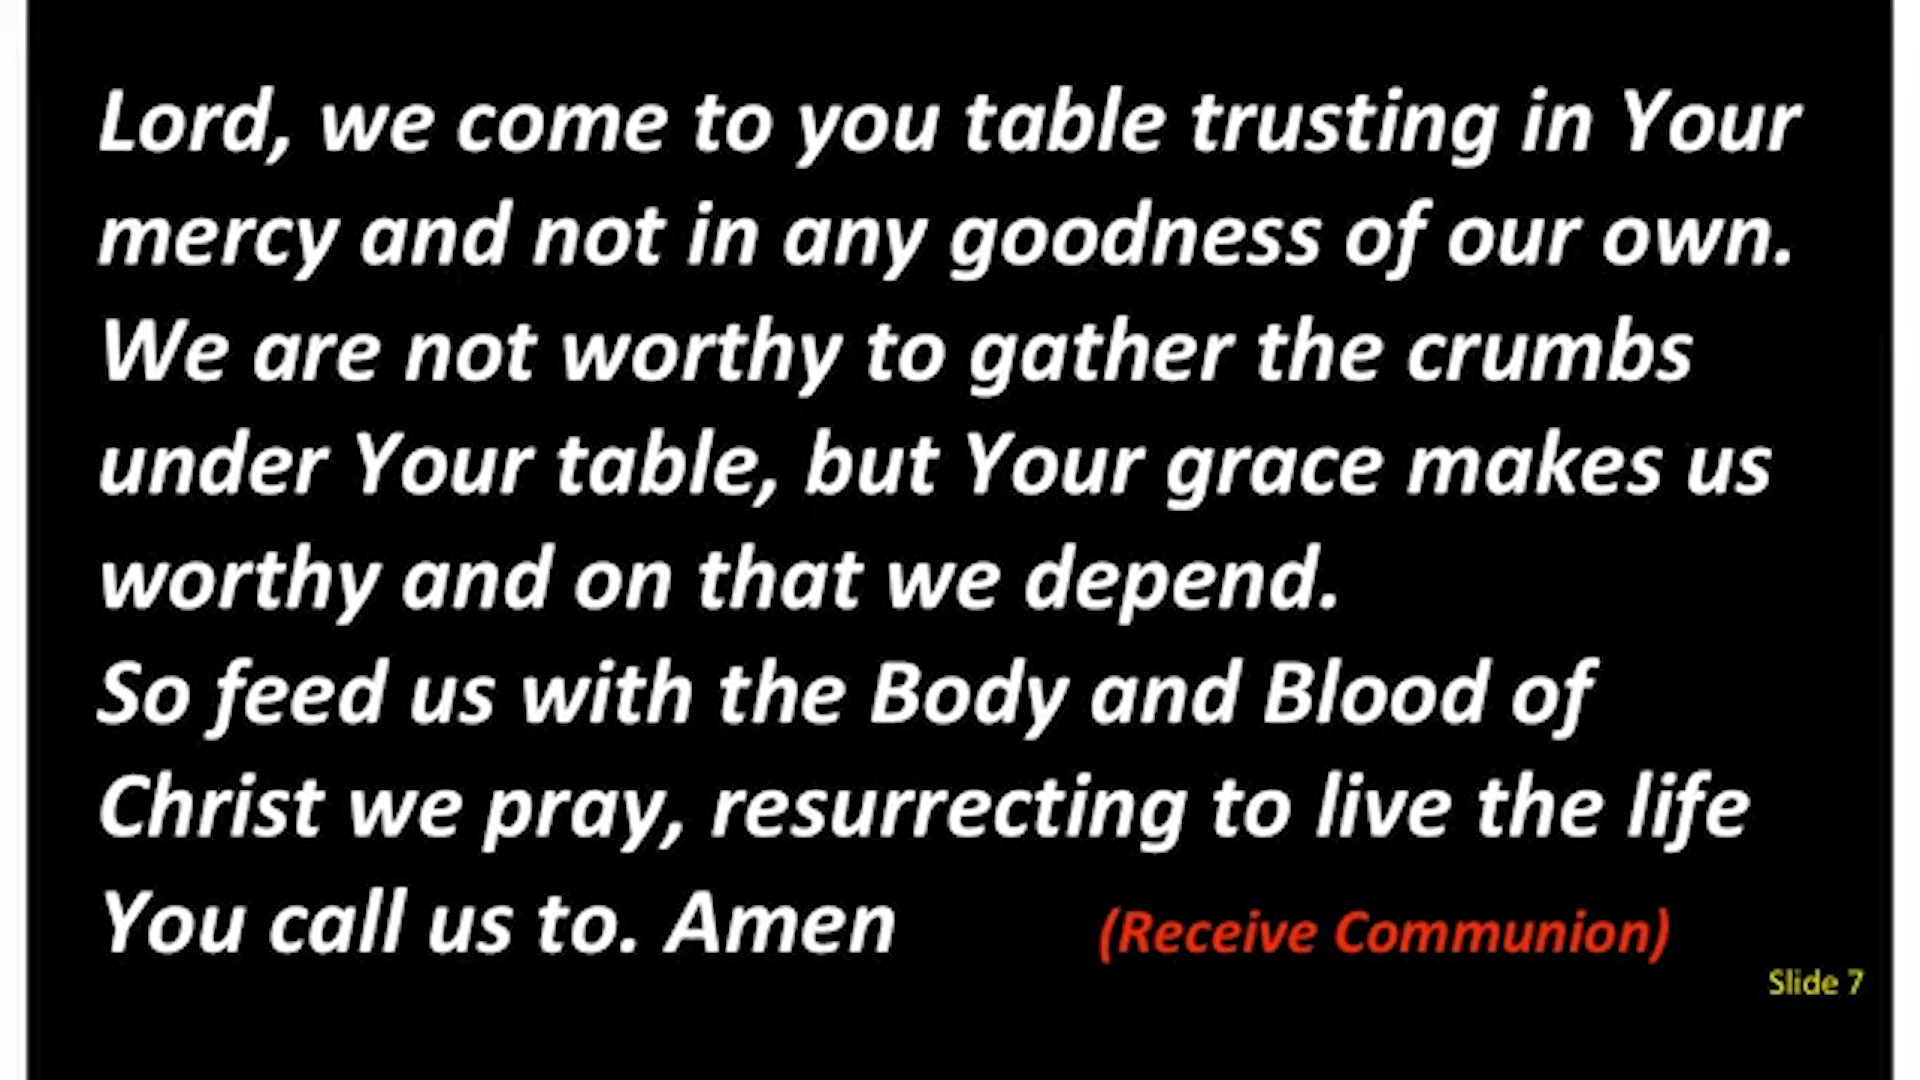 Lord, we come to you table trusting in Your
mercy and not in any goodness of our own.
We are not worthy to gather the crumbs
under Your table, but Your grace makes us
worthy and on that we depend.
So feed us with the Body and Blood of
Christ we pray, resurrecting to live the life
You call us to. Amen (Receive Communion)
Slide 7